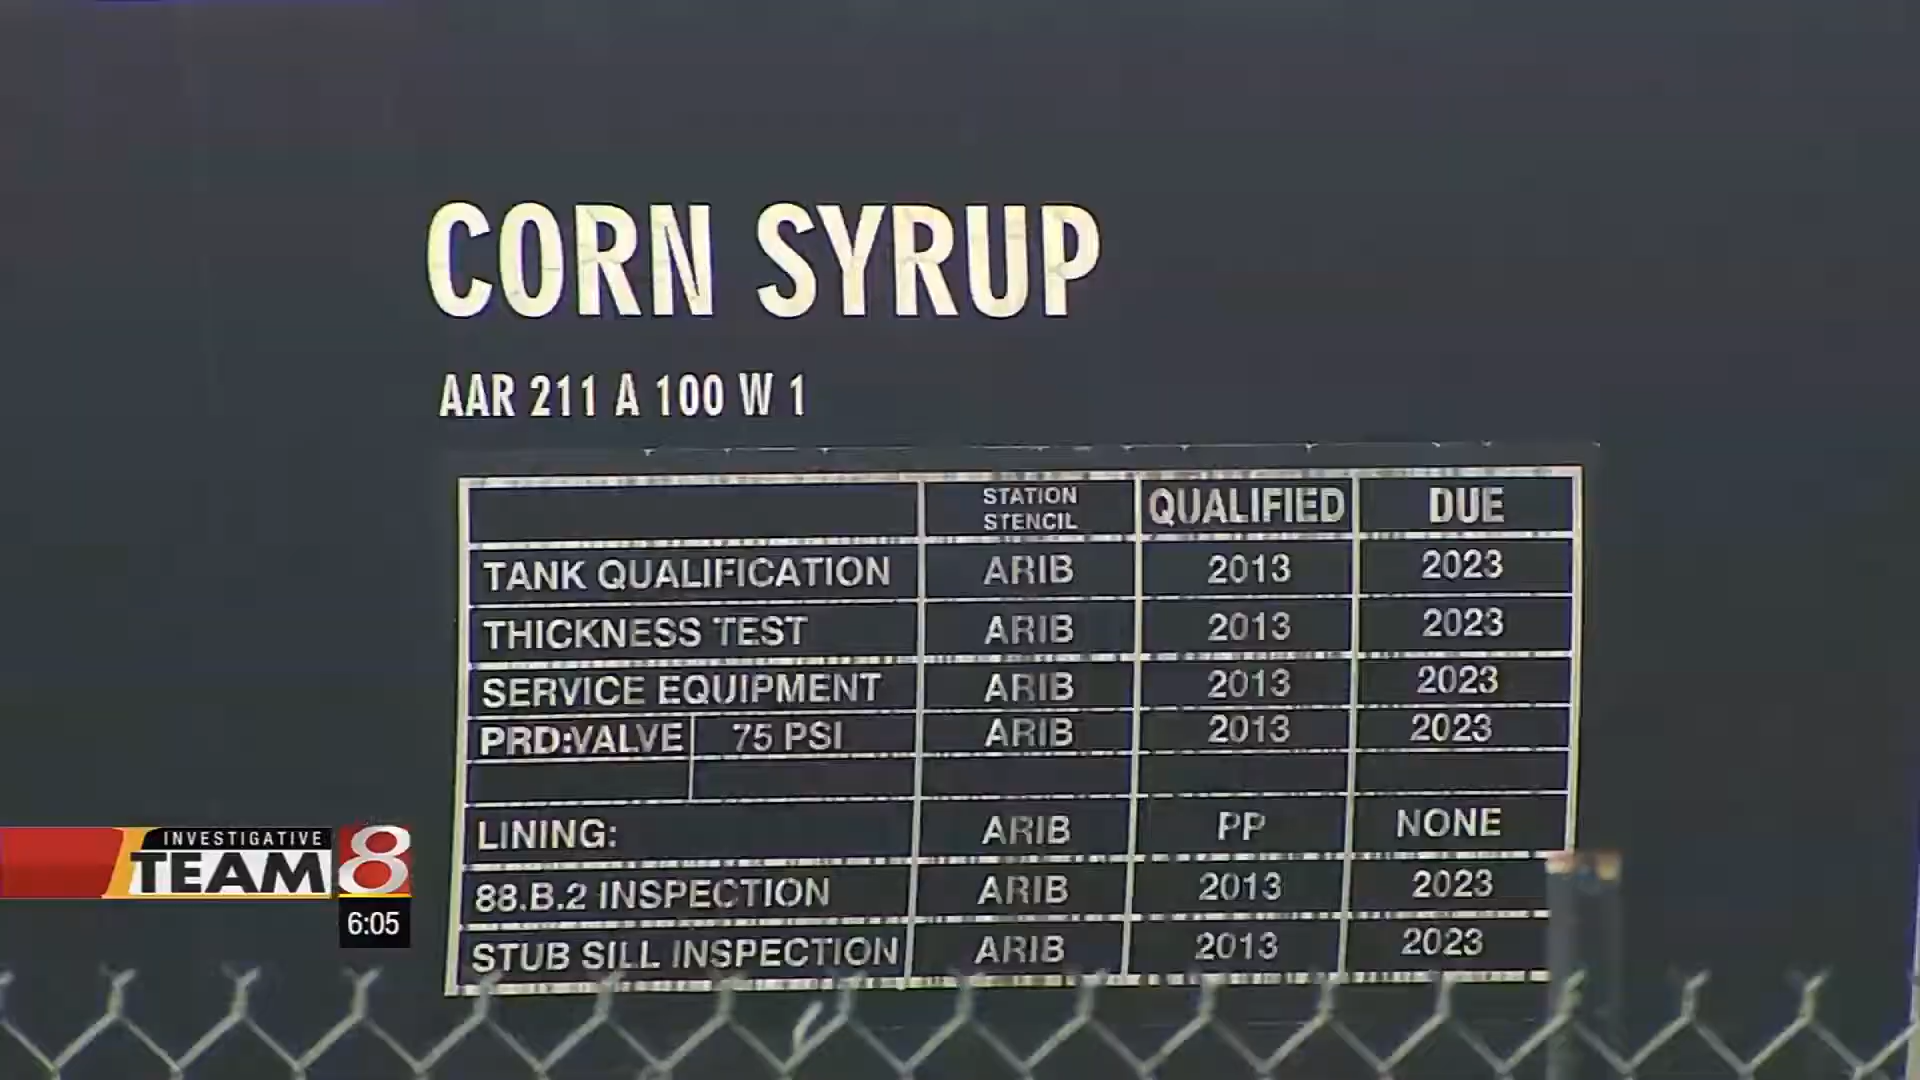 CORN SYRUP
AAR 211 A 100 W 1
STATION STENCIL QUALIFIED DUE
TANK QUALIFICATION ARIB 2013 2023
THICKNESS TEST ARIB 2013 2023
SERVICE EQUIPMENT ARIB 2013 2023
PRD:VALVE 75 PSI ARIB 2013 2023
LINING: ARIB PP NONE
88.B.2 INSPECTION ARIB 2013 2023
STUB SILL INSPECTION ARIB 2013 2023
INVESTIGATIVE
TEAM 8
6:05